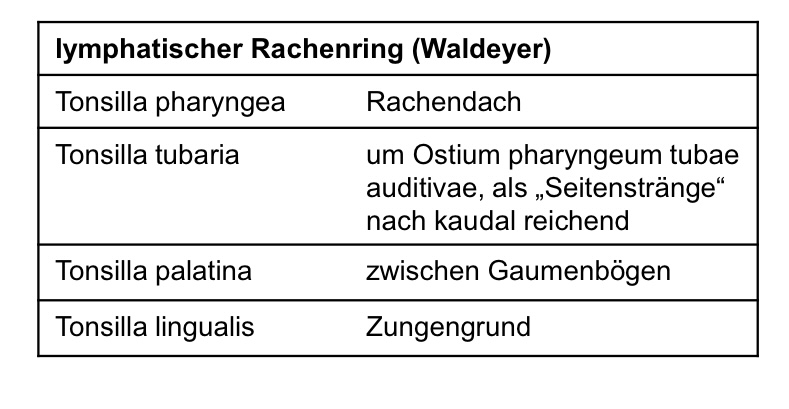 lymphatischer Rachenring (Waldeyer)
Tonsilla pharyngea Rachendach
Tonsilla tubaria um Ostium pharyngeum tubae
auditivae, als „Seitenstränge“
nach kaudal reichend
Tonsilla palatina zwischen Gaumenbögen
Tonsilla lingualis Zungengrund